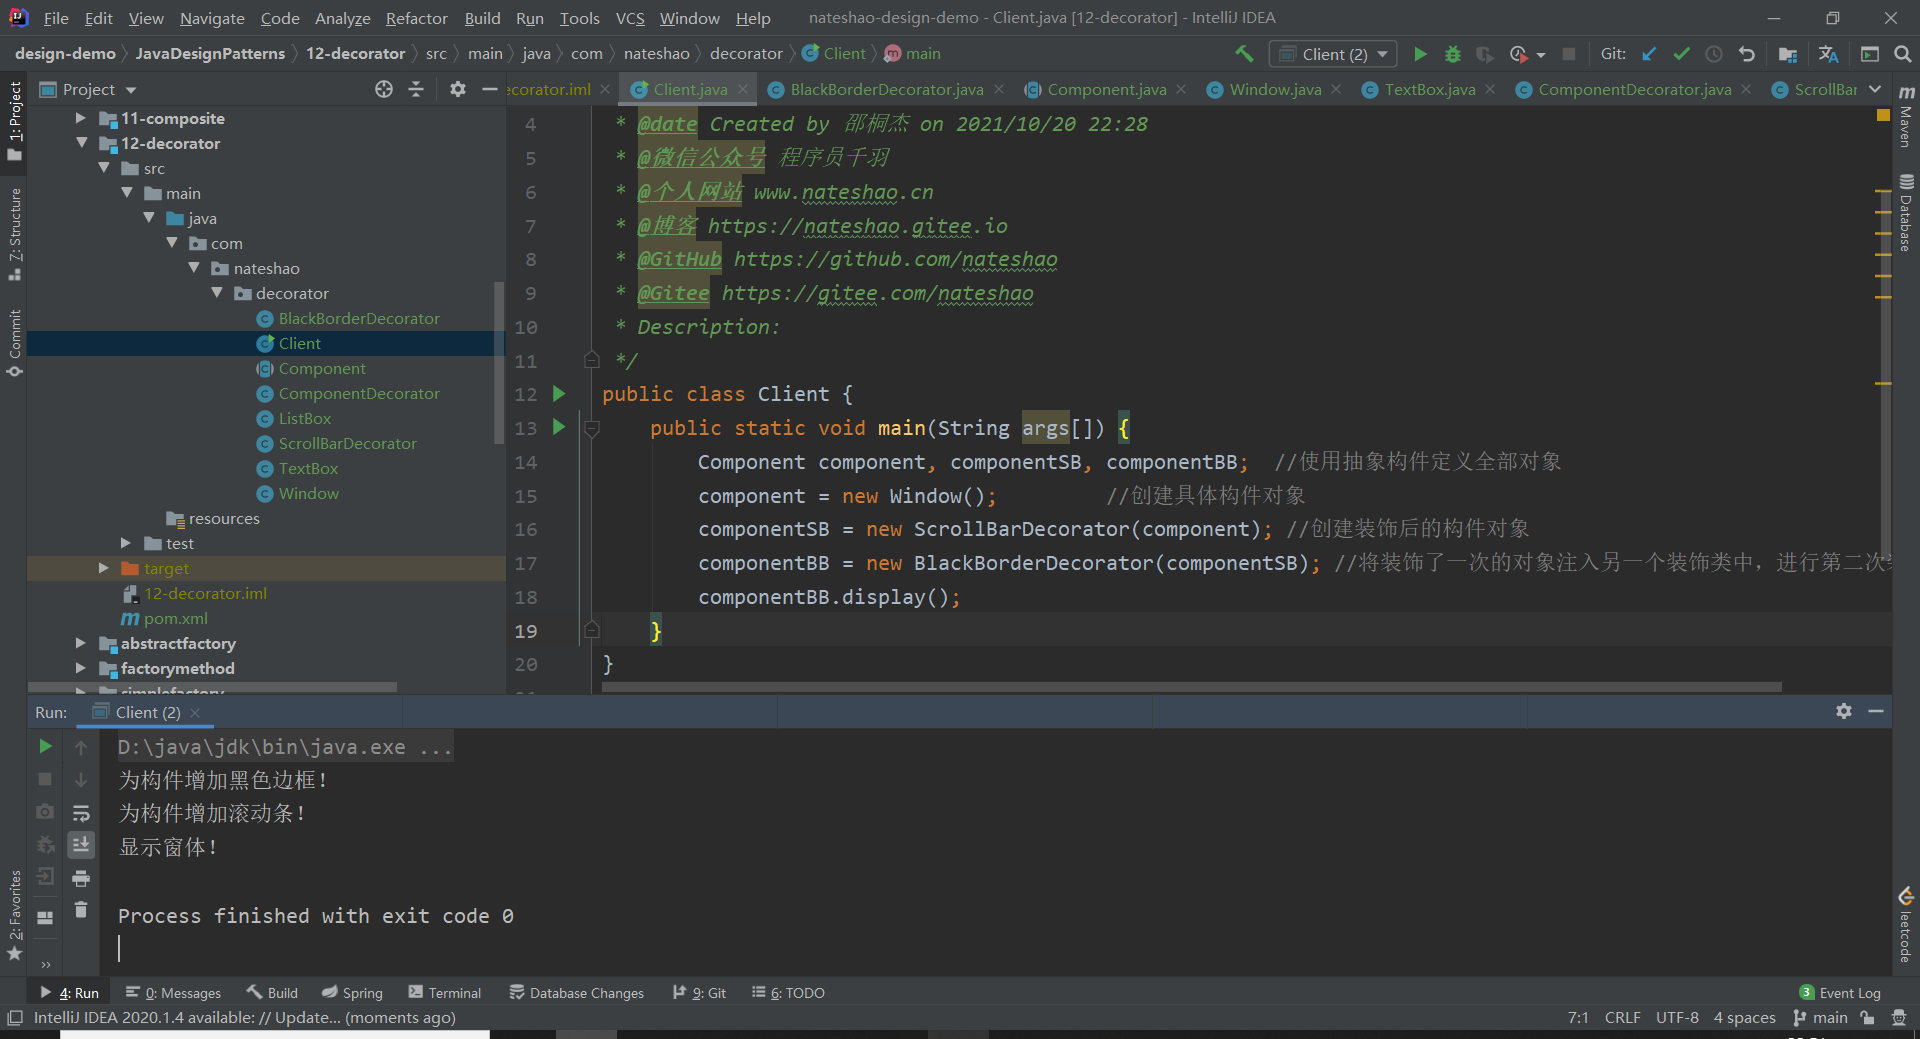 File Edit View Navigate Code Analyze Refactor Build Run Tools VCS Window Help nateshao-design-demo - Client.java [12-decorator] - IntelliJ IDEA
design-demo JavaDesignPatterns 12-decorator src main java com nateshao decorator Client main Client (2) Git:
1: Project
7: Structure
Commit
2: Favorites
Project
11-composite
12-decorator
src
main
java
com
nateshao
decorator
BlackBorderDecorator
Client
Component
ComponentDecorator
ListBox
ScrollBarDecorator
TextBox
Window
resources
test
target
12-decorator.iml
pom.xml
abstractfactory
factorymethod
simplefactory
ecorator.iml Client.java BlackBorderDecorator.java Component.java Window.java TextBox.java ComponentDecorator.java ScrollBar
4 * @date Created by 邵桐杰 on 2021/10/20 22:28
5 * @微信公众号 程序员千羽
6 * @个人网站 www.nateshao.cn
7 * @博客 https://nateshao.gitee.io
8 * @GitHub https://github.com/nateshao
9 * @Gitee https://gitee.com/nateshao
10 * Description:
11 */
12 public class Client {
13 public static void main(String args[]) {
14 Component component, componentSB, componentBB; //使用抽象构件定义全部对象
15 component = new Window(); //创建具体构件对象
16 componentSB = new ScrollBarDecorator(component); //创建装饰后的构件对象
17 componentBB = new BlackBorderDecorator(componentSB); //将装饰了一次的对象注入另一个装饰类中，进行第二次
18 componentBB.display();
19 }
20 }
Maven
Database
leetcode
Run: Client (2)
D:\java\jdk\bin\java.exe ...
为构件增加黑色边框！
为构件增加滚动条！
显示窗体！
Process finished with exit code 0
4: Run 0: Messages Build Spring Terminal Database Changes 9: Git 6: TODO 3 Event Log
IntelliJ IDEA 2020.1.4 available: // Update... (moments ago) 7:1 CRLF UTF-8 4 spaces main